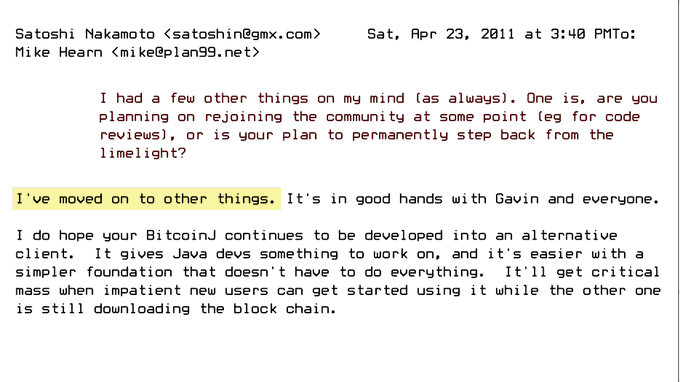 Satoshi Nakamoto <satoshin@gmx.com> Sat, Apr 23, 2011 at 3:40 PMTo:
Mike Hearn <mike@plan99.net>
I had a few other things on my mind (as always). One is, are you
planning on rejoining the community at some point (eg for code
reviews), or is your plan to permanently step back from the
limelight?
I've moved on to other things. It's in good hands with Gavin and everyone.
I do hope your BitcoinJ continues to be developed into an alternative
client. It gives Java devs something to work on, and it's easier with a
simpler foundation that doesn't have to do everything. It'll get critical
mass when impatient new users can get started using it while the other one
is still downloading the block chain.